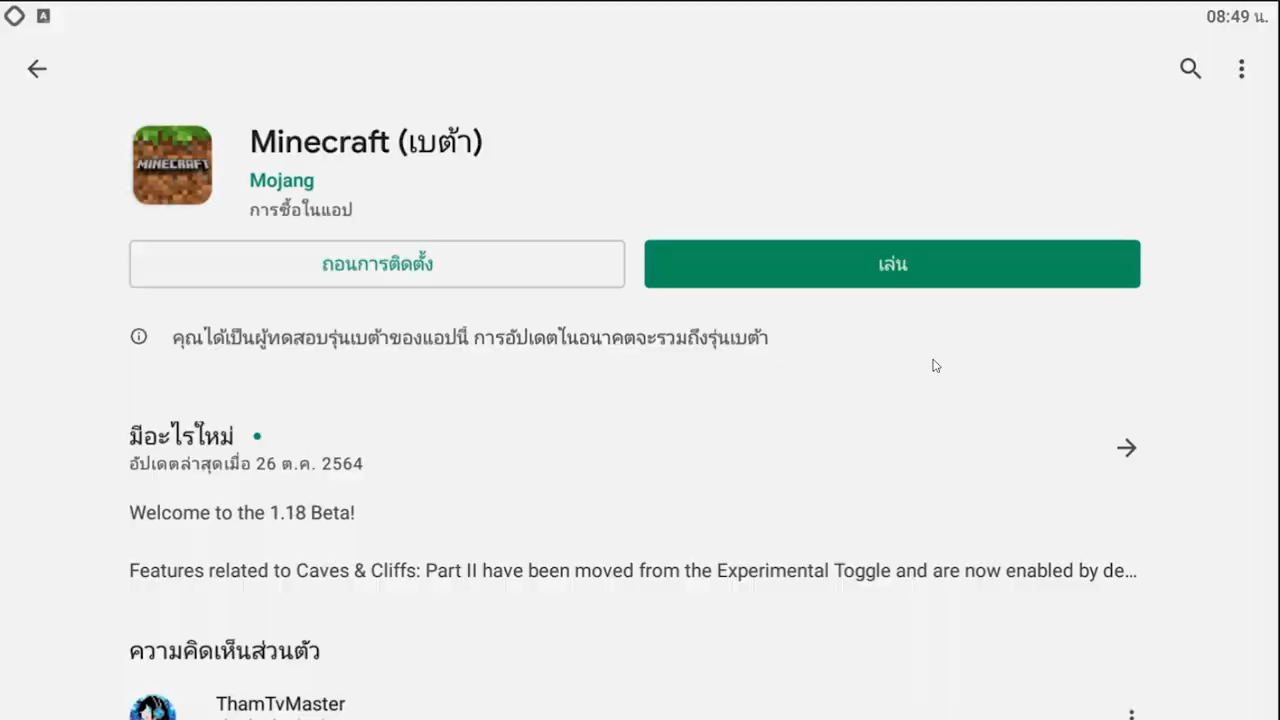 08:49 น.
Minecraft (เบต้า)
MINECRAFT
Mojang
การซื้อในแอป
ถอนการติดตั้ง
เล่น
คุณได้เป็นผู้ทดสอบรุ่นเบต้าของแอปนี้ การอัปเดตในอนาคตจะรวมถึงรุ่นเบต้า
มีอะไรใหม่
อัปเดตล่าสุดเมื่อ 26 ต.ค. 2564
Welcome to the 1.18 Beta!
Features related to Caves & Cliffs: Part II have been moved from the Experimental Toggle and are now enabled by de...
ความคิดเห็นส่วนตัว
ThamTvMaster